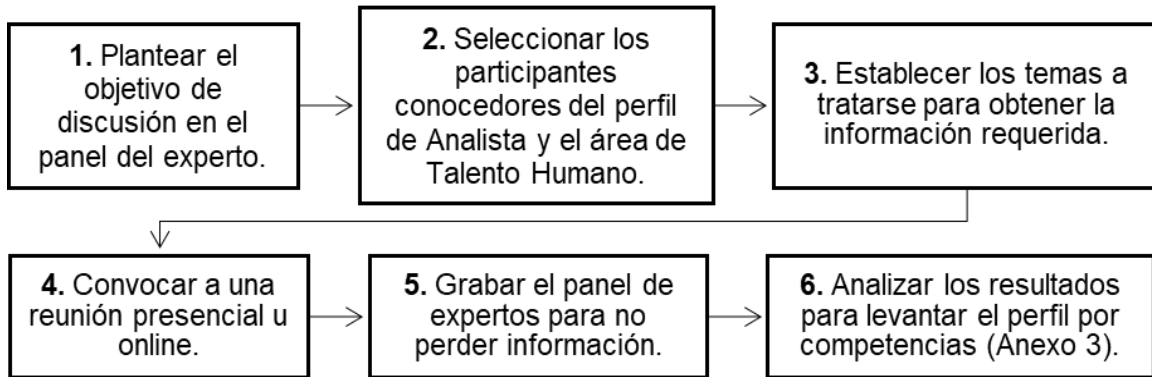 1. Plantear el
objetivo de
discusión en el
panel del experto.
2. Seleccionar los
participantes
conocedores del perfil
de Analista y el área de
Talento Humano.
3. Establecer los temas a
tratarse para obtener la
información requerida.
4. Convocar a una
reunión presencial u
online.
5. Grabar el panel de
expertos para no
perder información.
6. Analizar los resultados
para levantar el perfil por
competencias (Anexo 3).